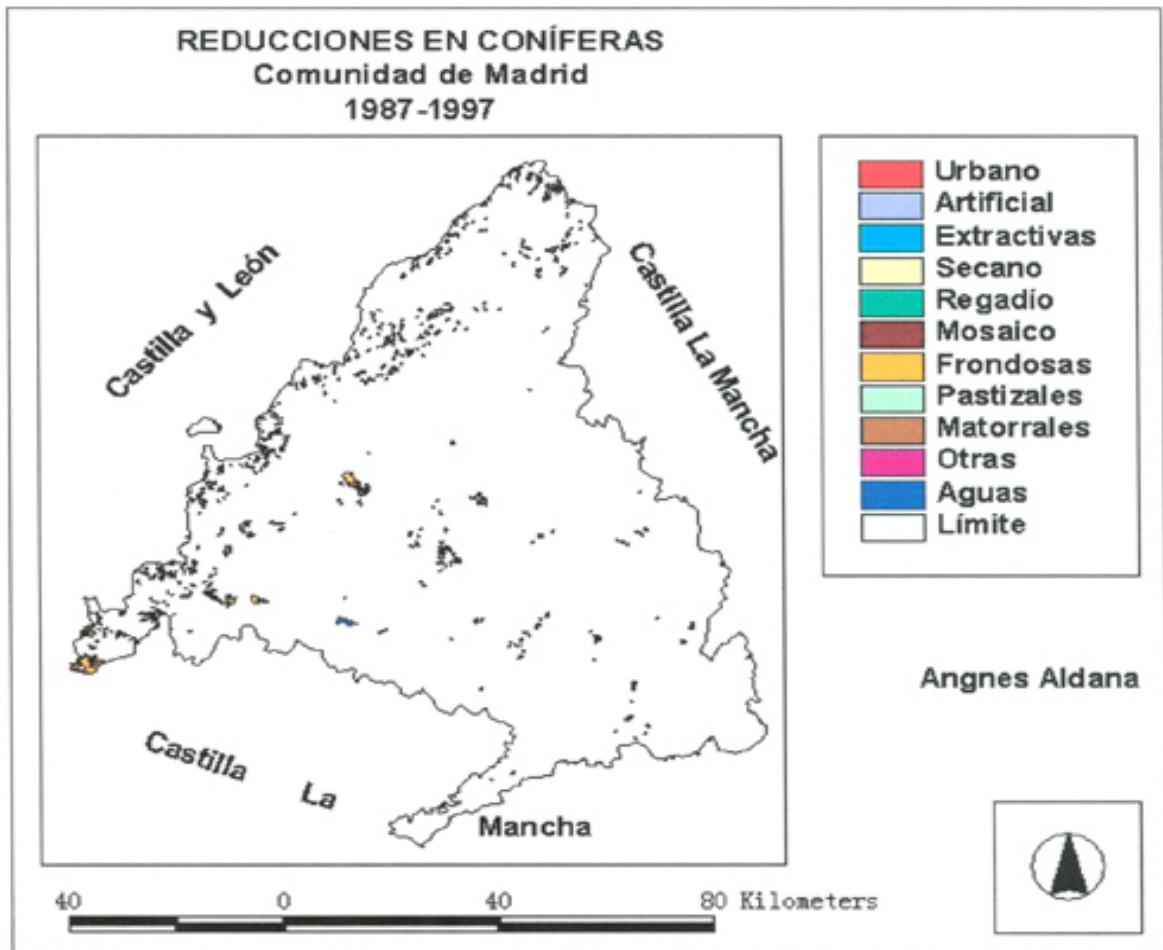 REDUCCIONES EN CONÍFERAS
Comunidad de Madrid
1987-1997
Castilla y León
Castilla La Mancha
Castilla La
Mancha
Urbano
Artificial
Extractivas
Secano
Regadío
Mosaico
Frondosas
Pastizales
Matorrales
Otras
Aguas
Límite
Angnes Aldana
40 0 40 80 Kilometers